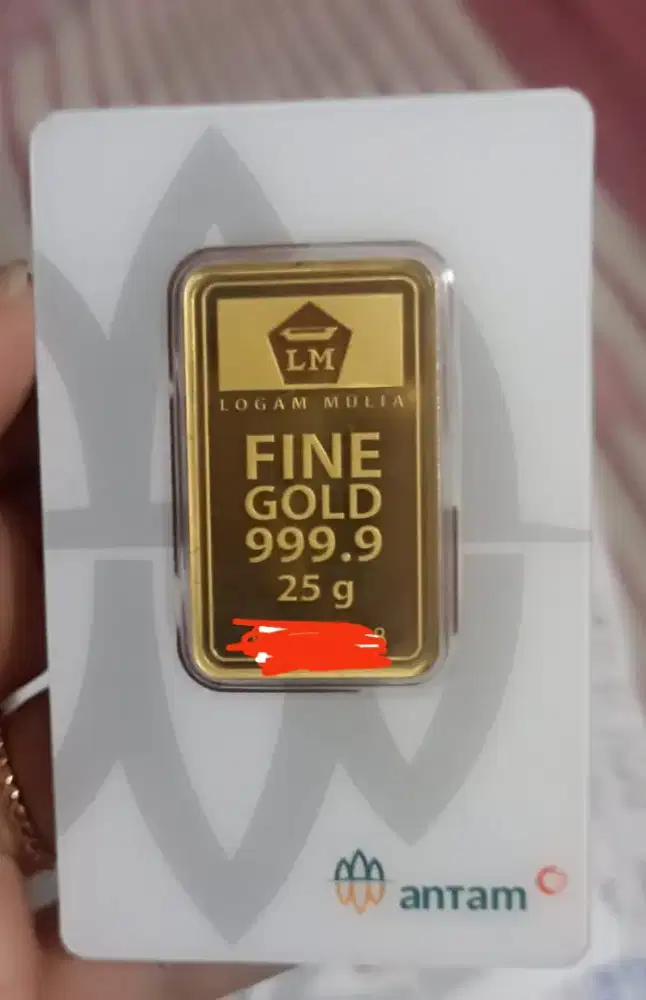 LM
LOGAM MULIA
FINE
GOLD
999.9
25 g
antam